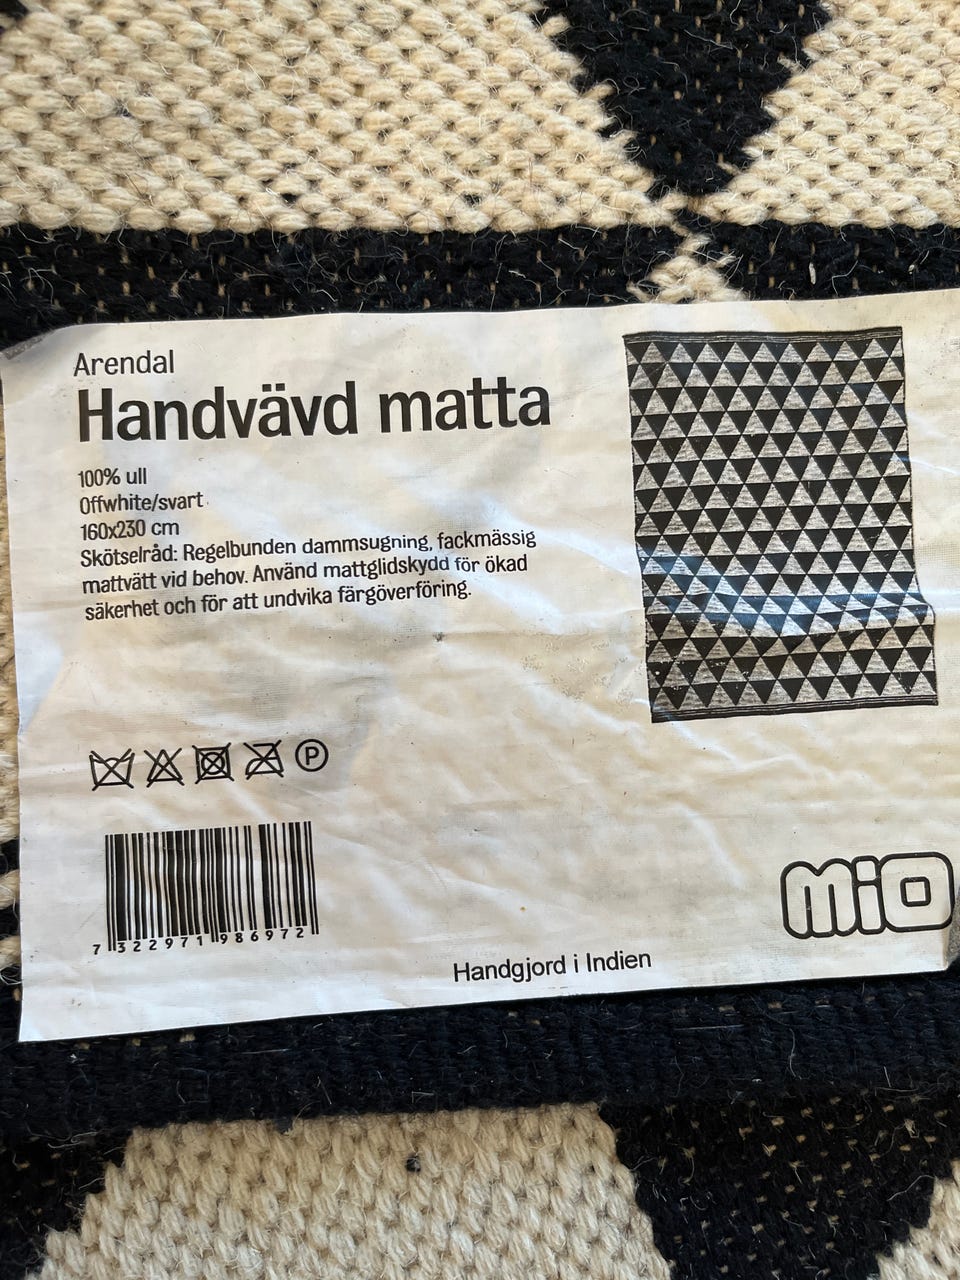 Arendal
Handvävd matta
100% ull
Offwhite/svart
160x230 cm
Skötselråd: Regelbunden dammsugning, fackmässig
mattvätt vid behov. Använd mattglidskydd för ökad
säkerhet och för att undvika färgöverföring.
P
7 322971 986972
mio
Handgjord i Indien